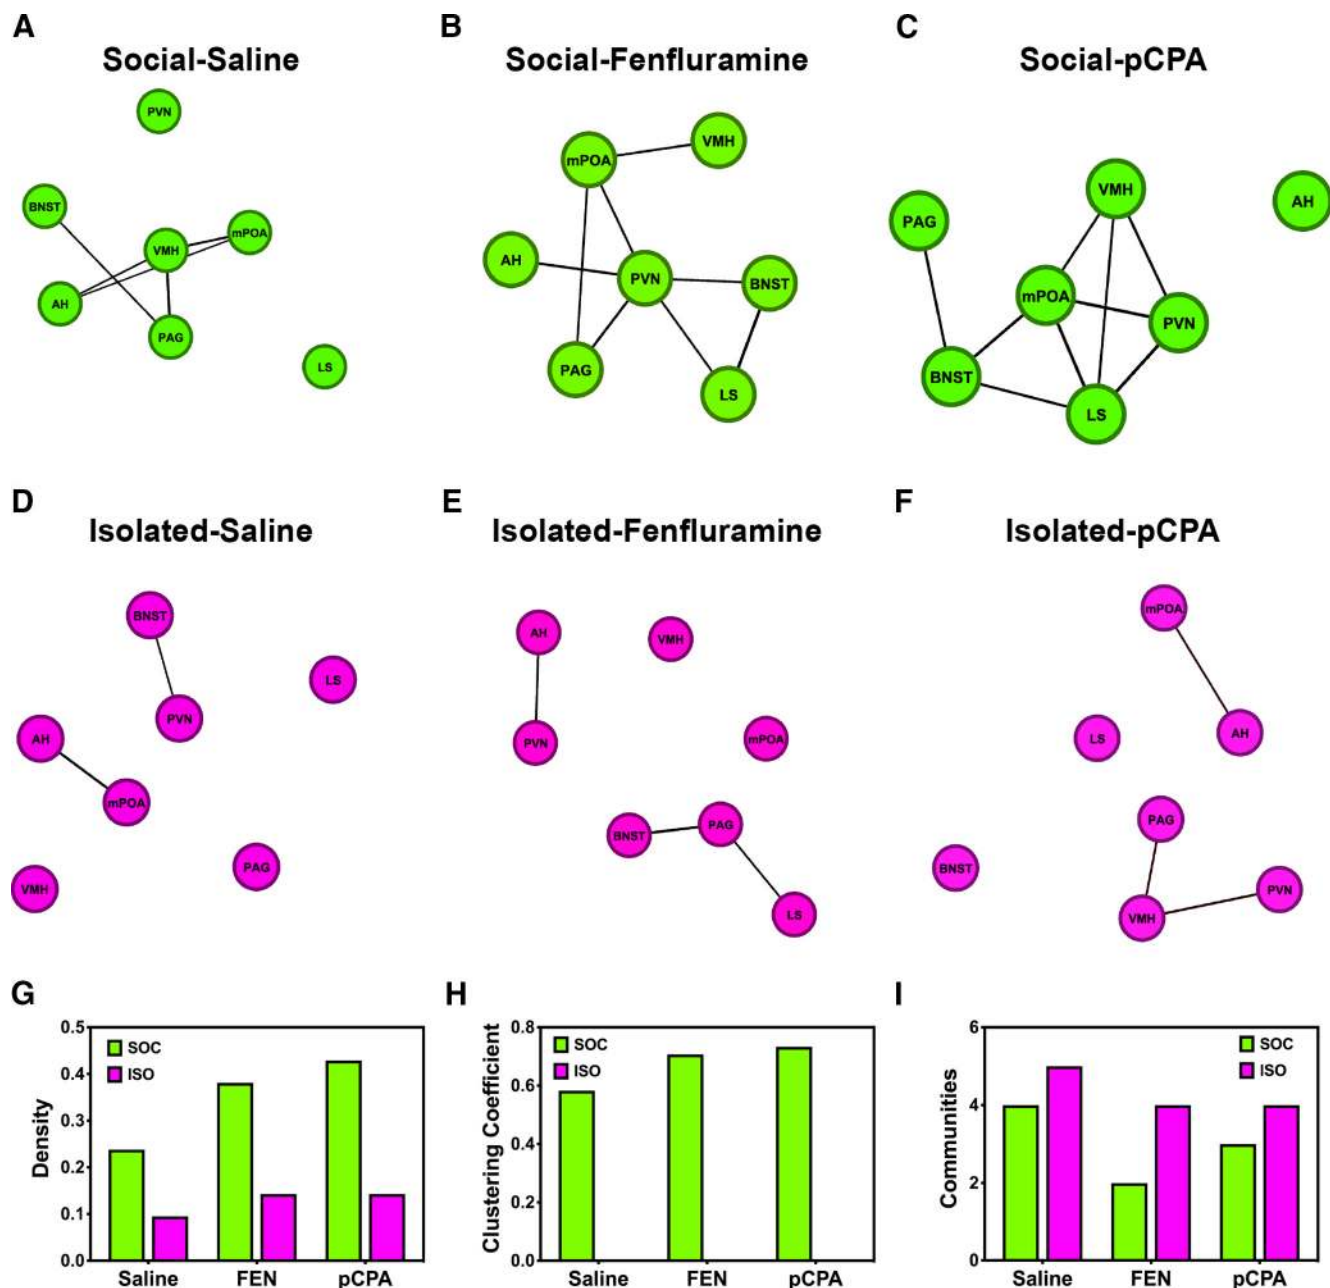 A
Social-Saline
PVN
BNST
mPOA
VMH
AH
PAG
LS
B
Social-Fenfluramine
VMH
mPOA
AH
PVN
BNST
PAG
LS
C
Social-pCPA
VMH
AH
PAG
mPOA
PVN
BNST
LS
D
Isolated-Saline
BNST
LS
PVN
AH
mPOA
PAG
VMH
E
Isolated-Fenfluramine
AH
VMH
PVN
mPOA
BNST
PAG
LS
F
Isolated-pCPA
mPOA
LS
AH
PAG
BNST
PVN
VMH
G
Density
0.5
0.4
0.3
0.2
0.1
0.0
SOC
ISO
Saline FEN pCPA
H
Clustering Coefficient
0.8
0.6
0.4
0.2
0.0
SOC
ISO
Saline FEN pCPA
I
Communities
6
4
2
0
SOC
ISO
Saline FEN pCPA